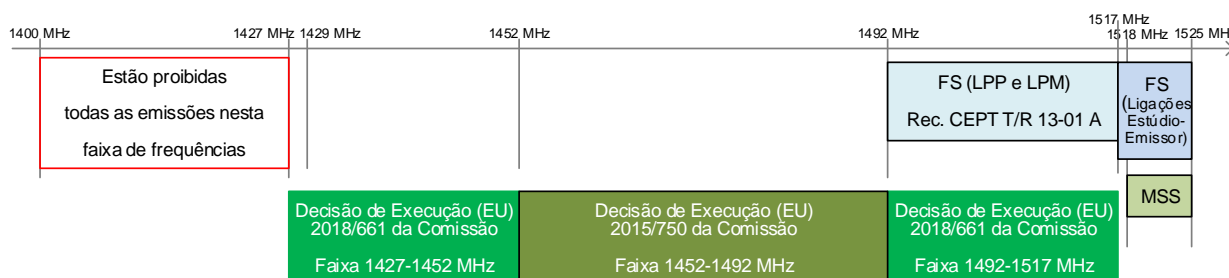 1400 MHz
1427 MHz
1429 MHz
1452 MHz
1492 MHz
1517 MHz
1518 MHz
1525 MHz
Estão proibidas
todas as emissões nesta
faixa de frequências
FS (LPP e LPM)
Rec. CEPT T/R 13-01 A
FS
(Ligações
Estúdio-
Emissor)
MSS
Decisão de Execução (EU)
2018/661 da Comissão
Faixa 1427-1452 MHz
Decisão de Execução (EU)
2015/750 da Comissão
Faixa 1452-1492 MHz
Decisão de Execução (EU)
2018/661 da Comissão
Faixa 1492-1517 MHz